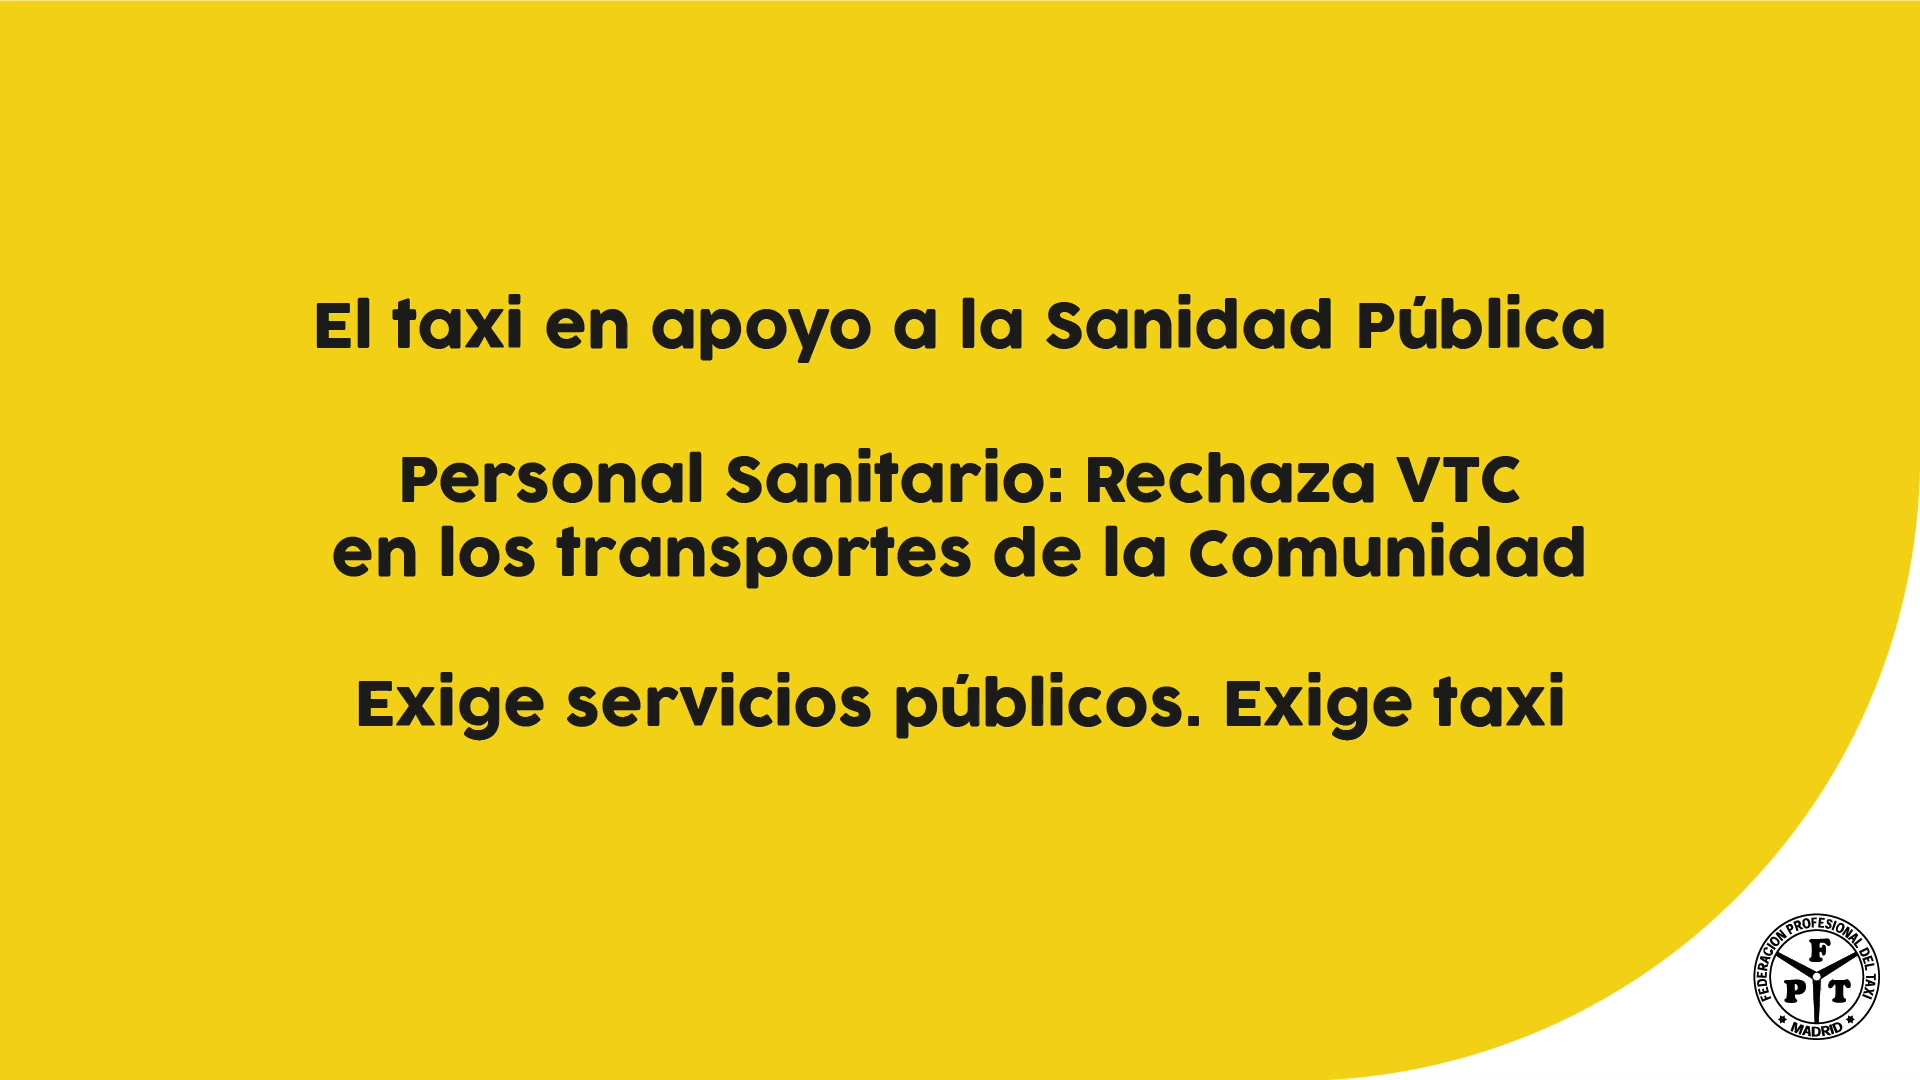 El taxi en apoyo a la Sanidad Pública
Personal Sanitario: Rechaza VTC
en los transportes de la Comunidad
Exige servicios públicos. Exige taxi
FEDERACION PROFESIONAL DEL TAXI
F
P T
MADRID